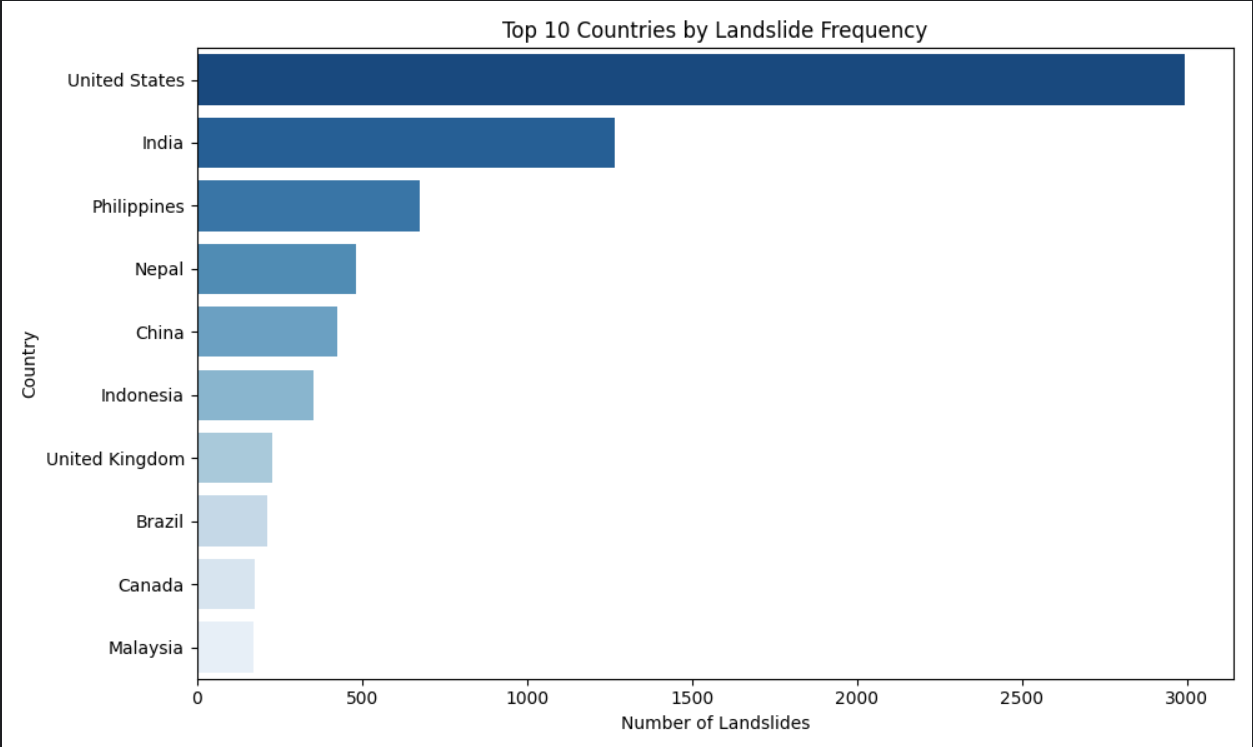 Top 10 Countries by Landslide Frequency
United States
India
Philippines
Nepal
China
Indonesia
United Kingdom
Brazil
Canada
Malaysia
Country
0 500 1000 1500 2000 2500 3000
Number of Landslides